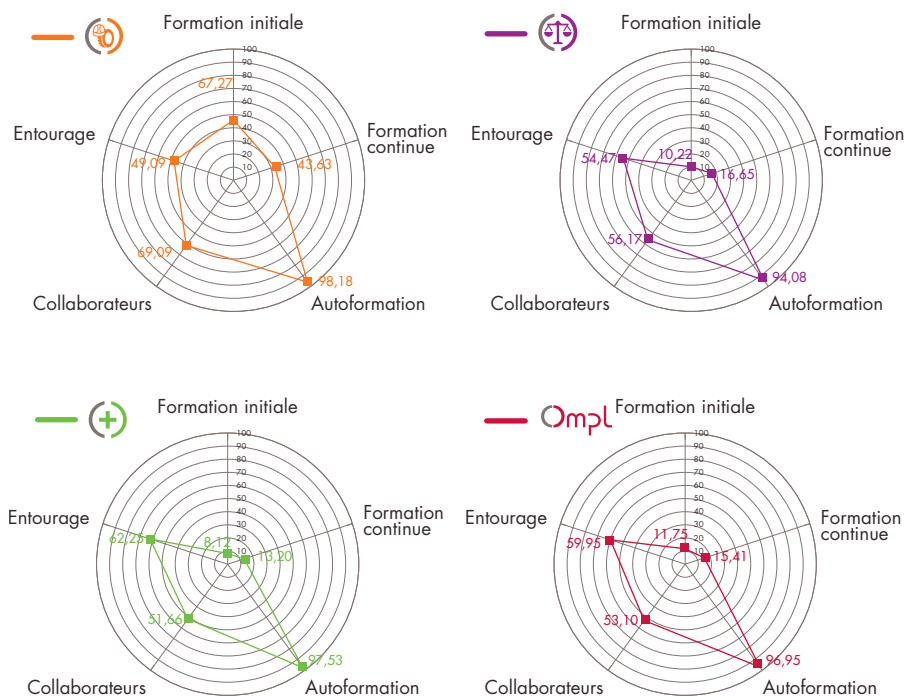 Formation initiale
100
90
80
70
60
50
40
30
20
10
67,27
Entourage
Formation
continue
49,09
43,63
69,09
98,18
Collaborateurs
Autoformation
Formation initiale
100
90
80
70
60
50
40
30
20
10
Entourage
Formation
continue
54,47
10,22
16,65
56,17
94,08
Collaborateurs
Autoformation
Formation initiale
100
90
80
70
60
50
40
30
20
10
Entourage
Formation
continue
62,25
8,12
13,20
51,66
97,53
Collaborateurs
Autoformation
Ompl
Formation initiale
100
90
80
70
60
50
40
30
20
10
Entourage
Formation
continue
59,95
11,75
15,41
53,10
96,95
Collaborateurs
Autoformation